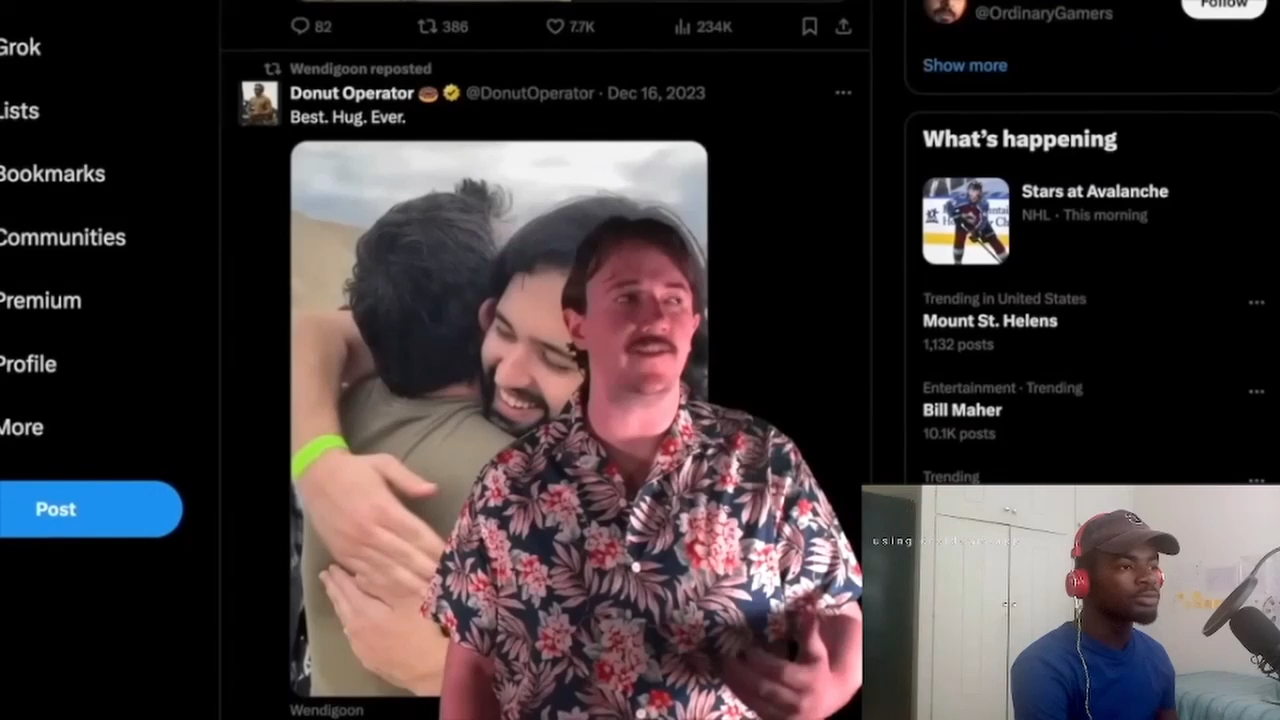 Grok
Lists
Bookmarks
Communities
Premium
Profile
More
Post
82
386
7.7K
234K
Wendigoon reposted
Donut Operator @DonutOperator · Dec 16, 2023
Best. Hug. Ever.
Wendigoon
@OrdinaryGamers
Follow
Show more
What's happening
Stars at Avalanche
NHL · This morning
Trending in United States
Mount St. Helens
1,132 posts
Entertainment · Trending
Bill Maher
10.1K posts
Trending
using